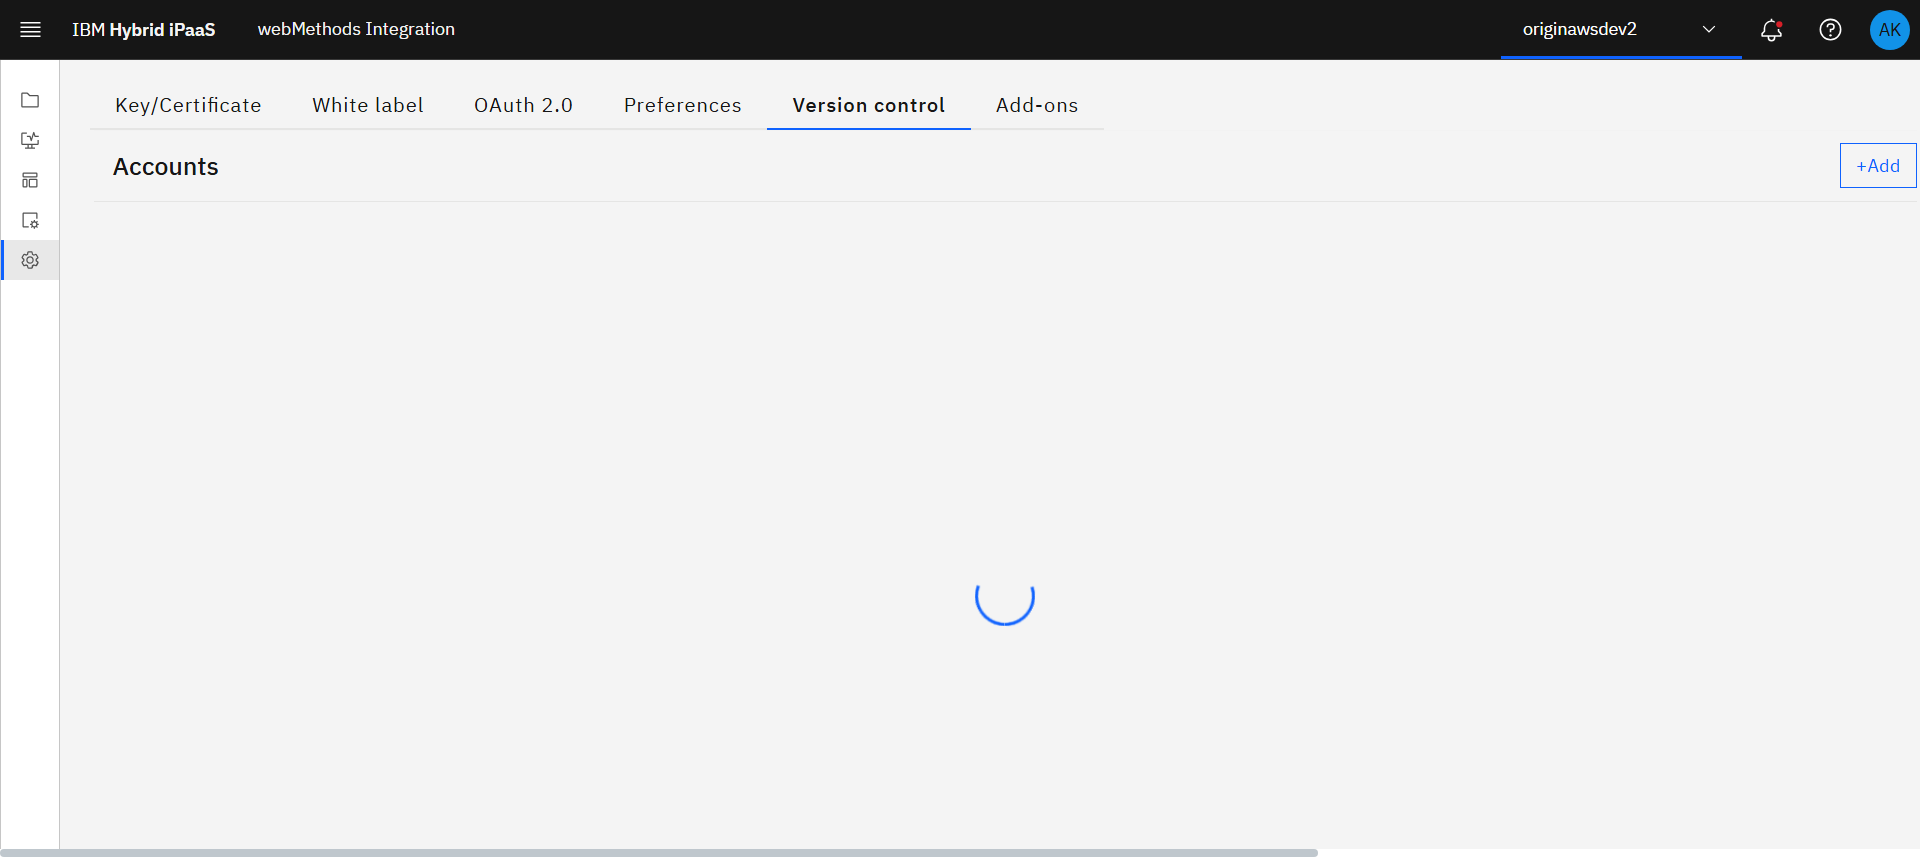 IBM Hybrid iPaaS webMethods Integration originawsdev2 AK
Key/Certificate White label OAuth 2.0 Preferences Version control Add-ons
Accounts +Add